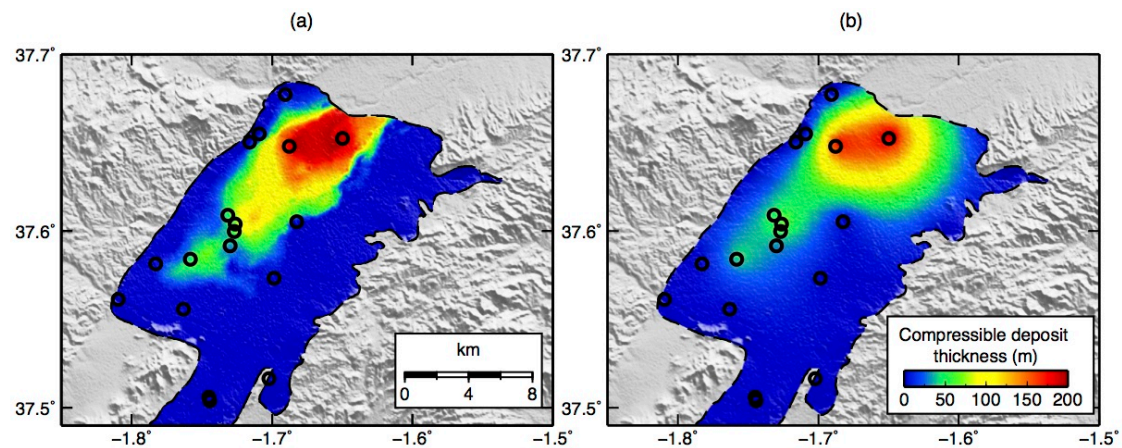 (a)
(b)
37.7°
37.6°
37.5°
km
0 4 8
−1.8° −1.7° −1.6° −1.5°
37.7°
37.6°
37.5°
Compressible deposit
thickness (m)
0 50 100 150 200
−1.8° −1.7° −1.6° −1.5°